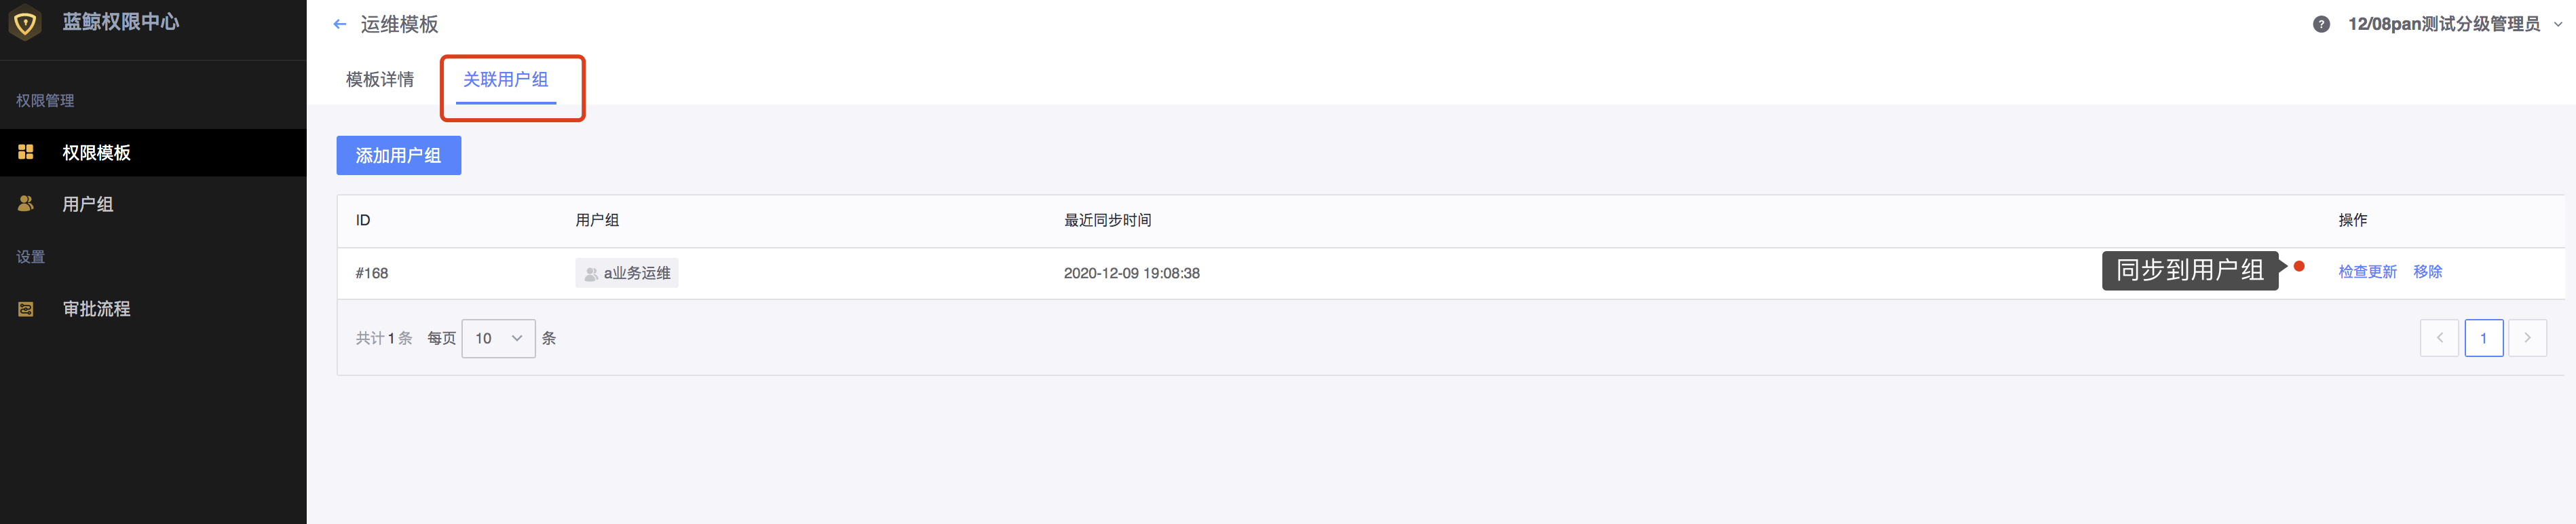 蓝鲸权限中心
运维模板
12/08pan测试分级管理员
模板详情
关联用户组
权限管理
权限模板
用户组
设置
审批流程
添加用户组
ID 用户组 最近同步时间 操作
#168 a业务运维 2020-12-09 19:08:38 同步到用户组 检查更新 移除
共计1条 每页 10 条
1